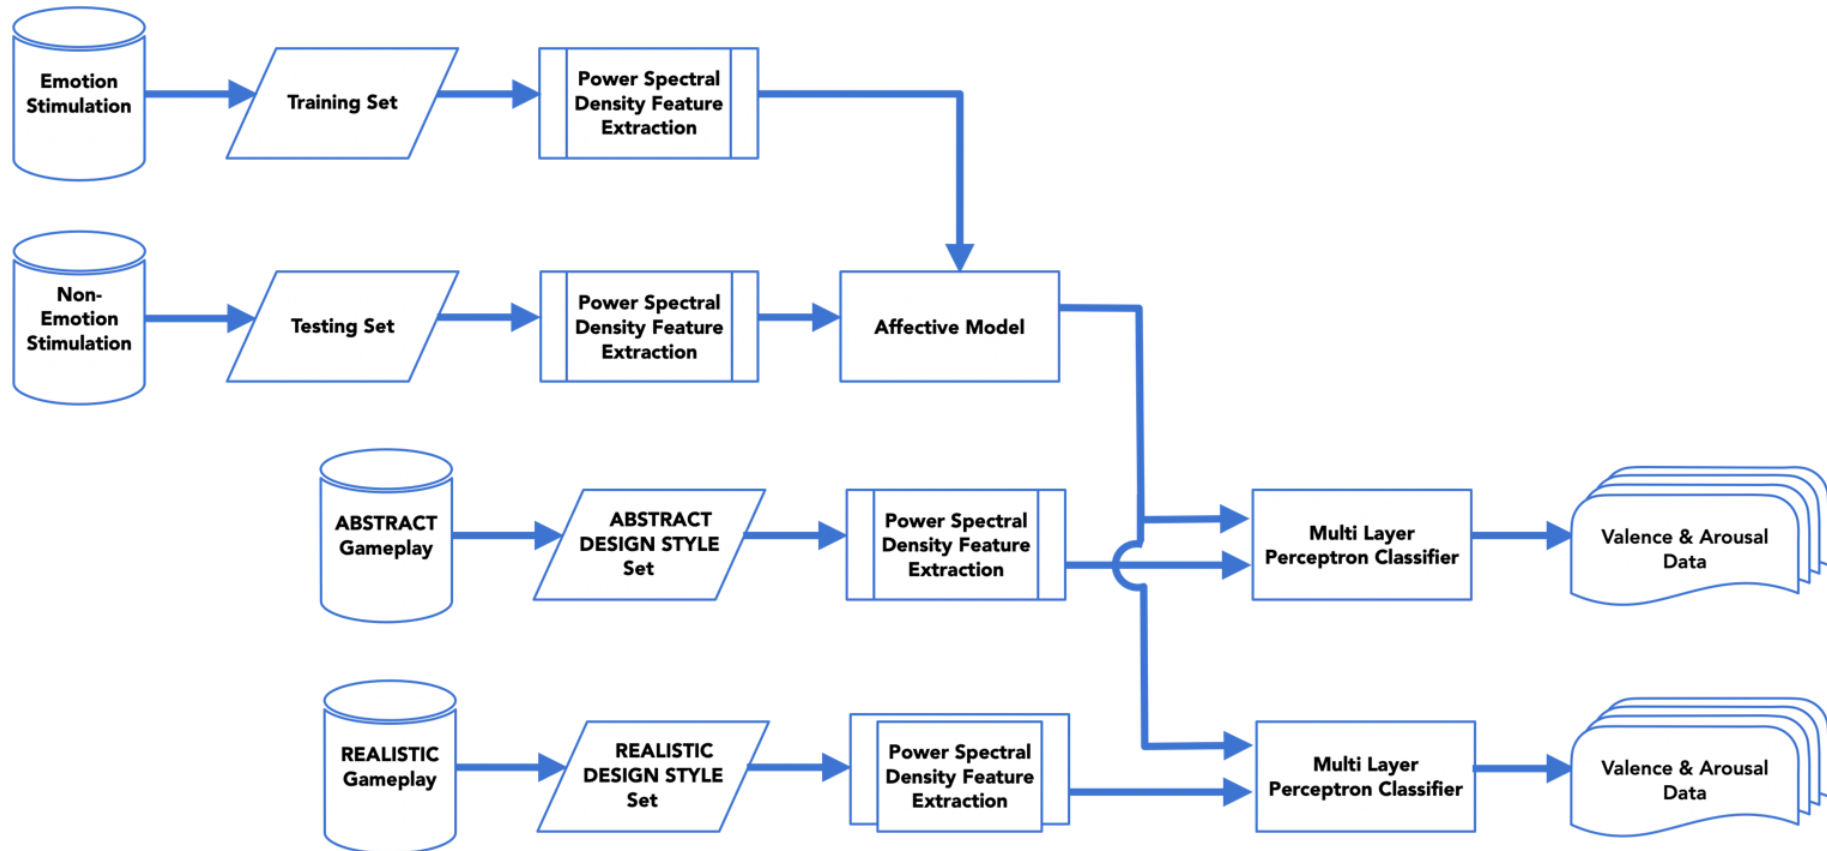 Emotion
Stimulation
Training Set
Power Spectral
Density Feature
Extraction
Non-
Emotion
Stimulation
Testing Set
Power Spectral
Density Feature
Extraction
Affective Model
ABSTRACT
Gameplay
ABSTRACT
DESIGN STYLE
Set
Power Spectral
Density Feature
Extraction
Multi Layer
Perceptron Classifier
Valence & Arousal
Data
REALISTIC
Gameplay
REALISTIC
DESIGN STYLE
Set
Power Spectral
Density Feature
Extraction
Multi Layer
Perceptron Classifier
Valence & Arousal
Data